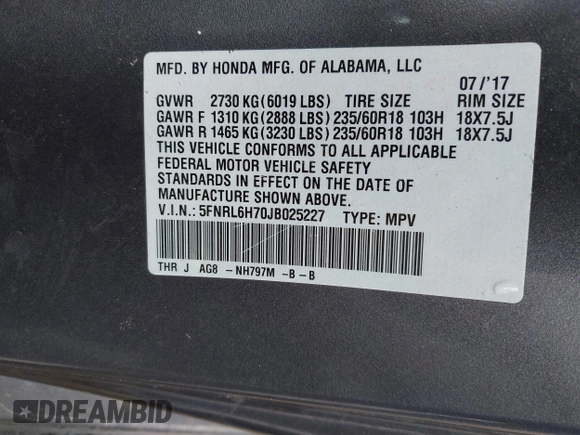 MFD. BY HONDA MFG. OF ALABAMA, LLC
07/'17
GVWR 2730 KG(6019 LBS) TIRE SIZE RIM SIZE
GAWR F 1310 KG(2888 LBS) 235/60R18 103H 18X7.5J
GAWR R 1465 KG(3230 LBS) 235/60R18 103H 18X7.5J
THIS VEHICLE CONFORMS TO ALL APPLICABLE
FEDERAL MOTOR VEHICLE SAFETY
STANDARDS IN EFFECT ON THE DATE OF
MANUFACTURE SHOWN ABOVE.
V.I.N.: 5FNRL6H70JB025227 TYPE: MPV
THR J AG8 - NH797M - B - B
DREAMBID